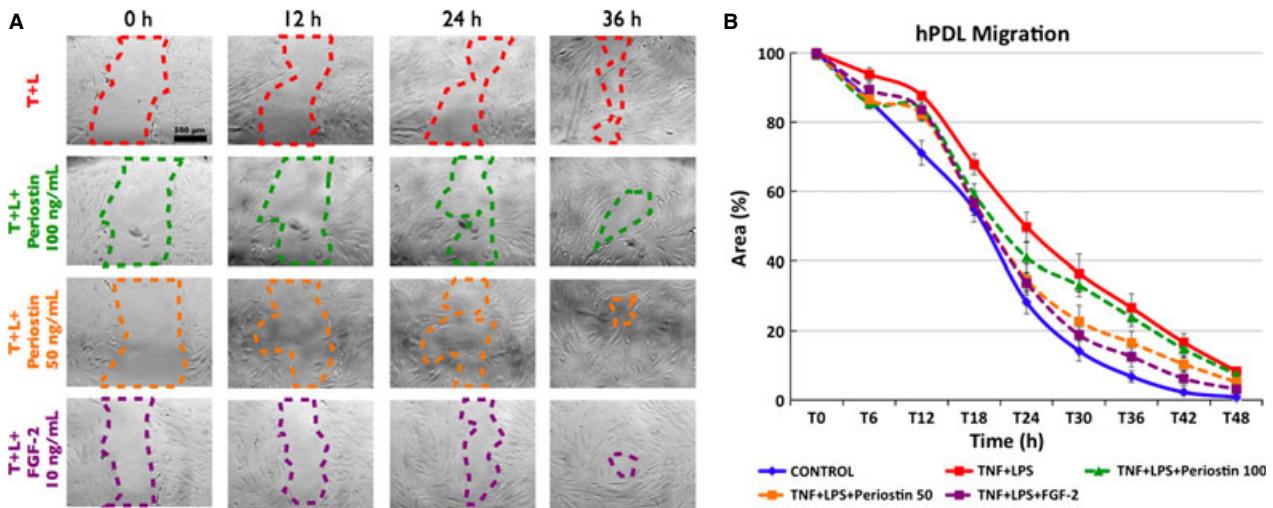 A
0 h
12 h
24 h
36 h
T+L
500 μm
T+L+
Periostin
100 ng/mL
T+L+
Periostin
50 ng/mL
T+L+
FGF-2
10 ng/mL
B
hPDL Migration
Area (%)
100
80
60
40
20
0
T0 T6 T12 T18 T24 T30 T36 T42 T48
Time (h)
CONTROL TNF+LPS TNF+LPS+Periostin 100
TNF+LPS+Periostin 50 TNF+LPS+FGF-2